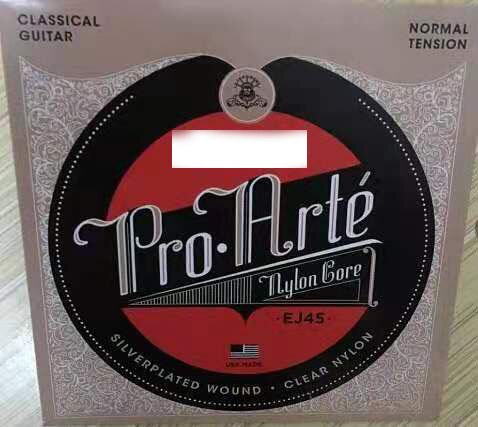 CLASSICAL
GUITAR
NORMAL
TENSION
Pro·Arté
Nylon Core
·EJ45·
USA MADE
SILVERPLATED WOUND · CLEAR NYLON